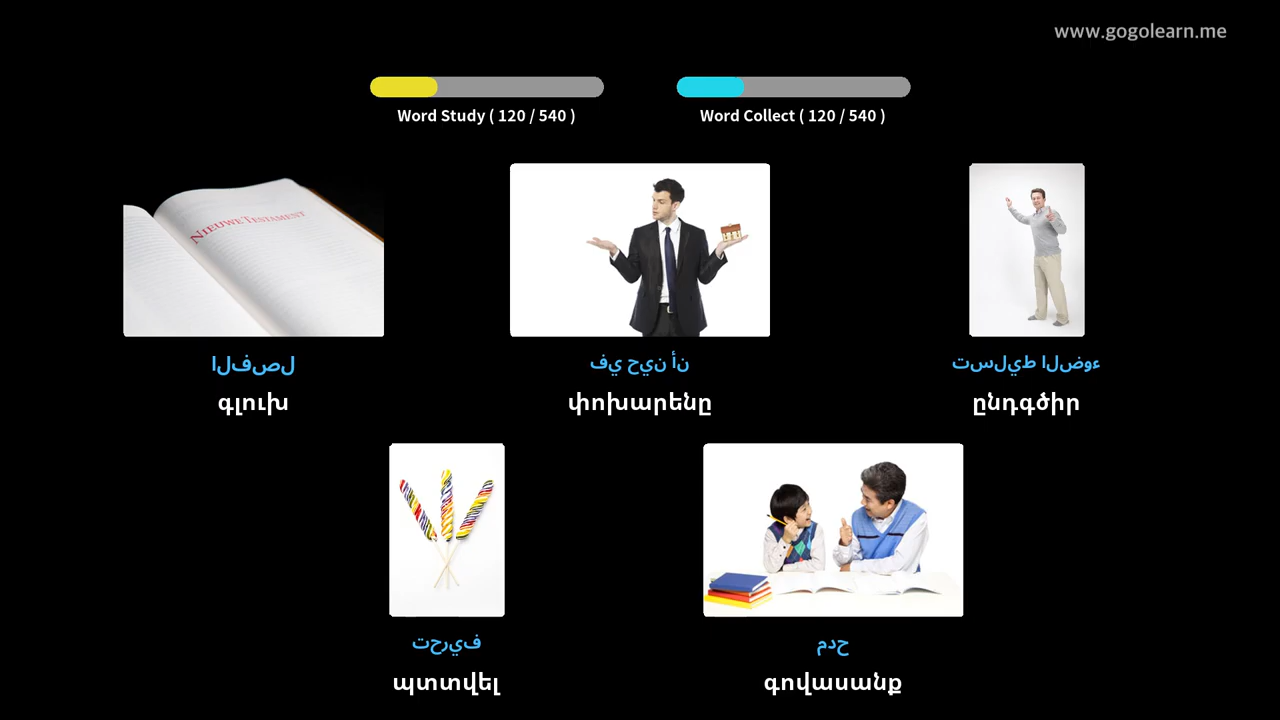 www.gogolearn.me
Word Study ( 120 / 540 )
Word Collect ( 120 / 540 )
NIEUWE TESTAMENT
الفصل
գլուխ
في حين أن
փոխարենը
تسليط الضوء
ընդգծիր
تحريف
պտտվել
مدح
գովասանք